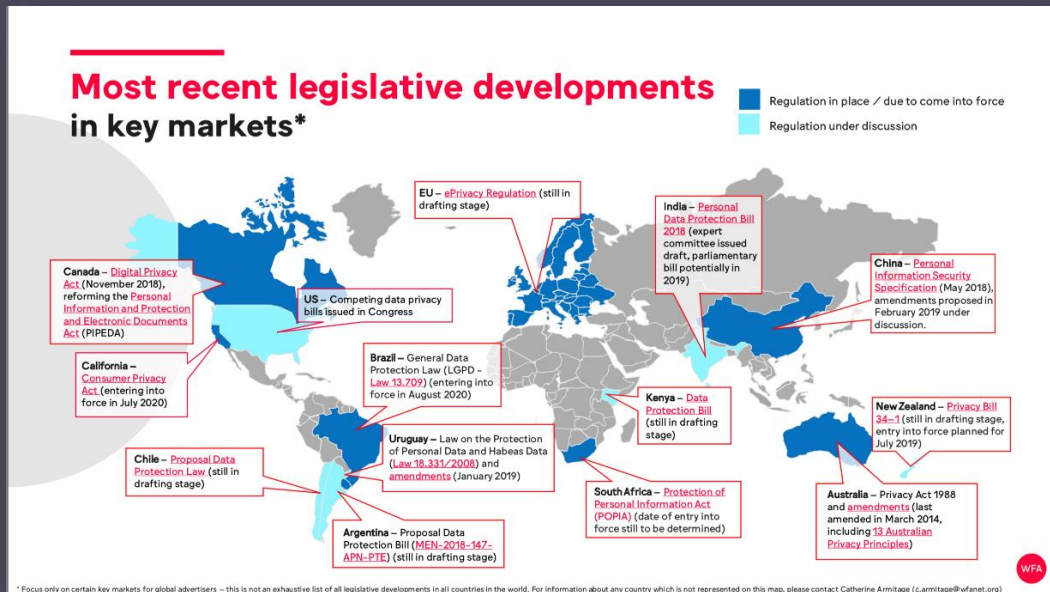 Most recent legislative developments
in key markets*
Regulation in place / due to come into force
Regulation under discussion
EU – ePrivacy Regulation (still in
drafting stage)
India – Personal
Data Protection Bill
2018 (expert
committee issued
draft, parliamentary
bill potentially in
2019)
Canada – Digital Privacy
Act (November 2018),
reforming the Personal
Information and Protection
and Electronic Documents
Act (PIPEDA)
US – Competing data privacy
bills issued in Congress
China – Personal
Information Security
Specification (May 2018),
amendments proposed in
February 2019 under
discussion.
California –
Consumer Privacy
Act (entering into
force in July 2020)
Brazil – General Data
Protection Law (LGPD -
Law 13.709) (entering into
force in August 2020)
Kenya – Data
Protection Bill
(still in drafting
stage)
New Zealand – Privacy Bill
34–1 (still in drafting stage,
entry into force planned for
July 2019)
Uruguay – Law on the Protection
of Personal Data and Habeas Data
(Law 18.331/2008) and
amendments (January 2019)
Chile – Proposal Data
Protection Law (still in
drafting stage)
South Africa – Protection of
Personal Information Act
(POPIA) (date of entry into
force still to be determined)
Australia – Privacy Act 1988
and amendments (last
amended in March 2014,
including 13 Australian
Privacy Principles)
Argentina – Proposal Data
Protection Bill (MEN-2018-147-
APN-PTE) (still in drafting stage)
WFA
* Focus only on certain key markets for global advertisers – this is not an exhaustive list of all legislative developments in all countries in the world. For information about any country which is not represented on this map, please contact Catherine Armitage (c.armitage@wfanet.org)